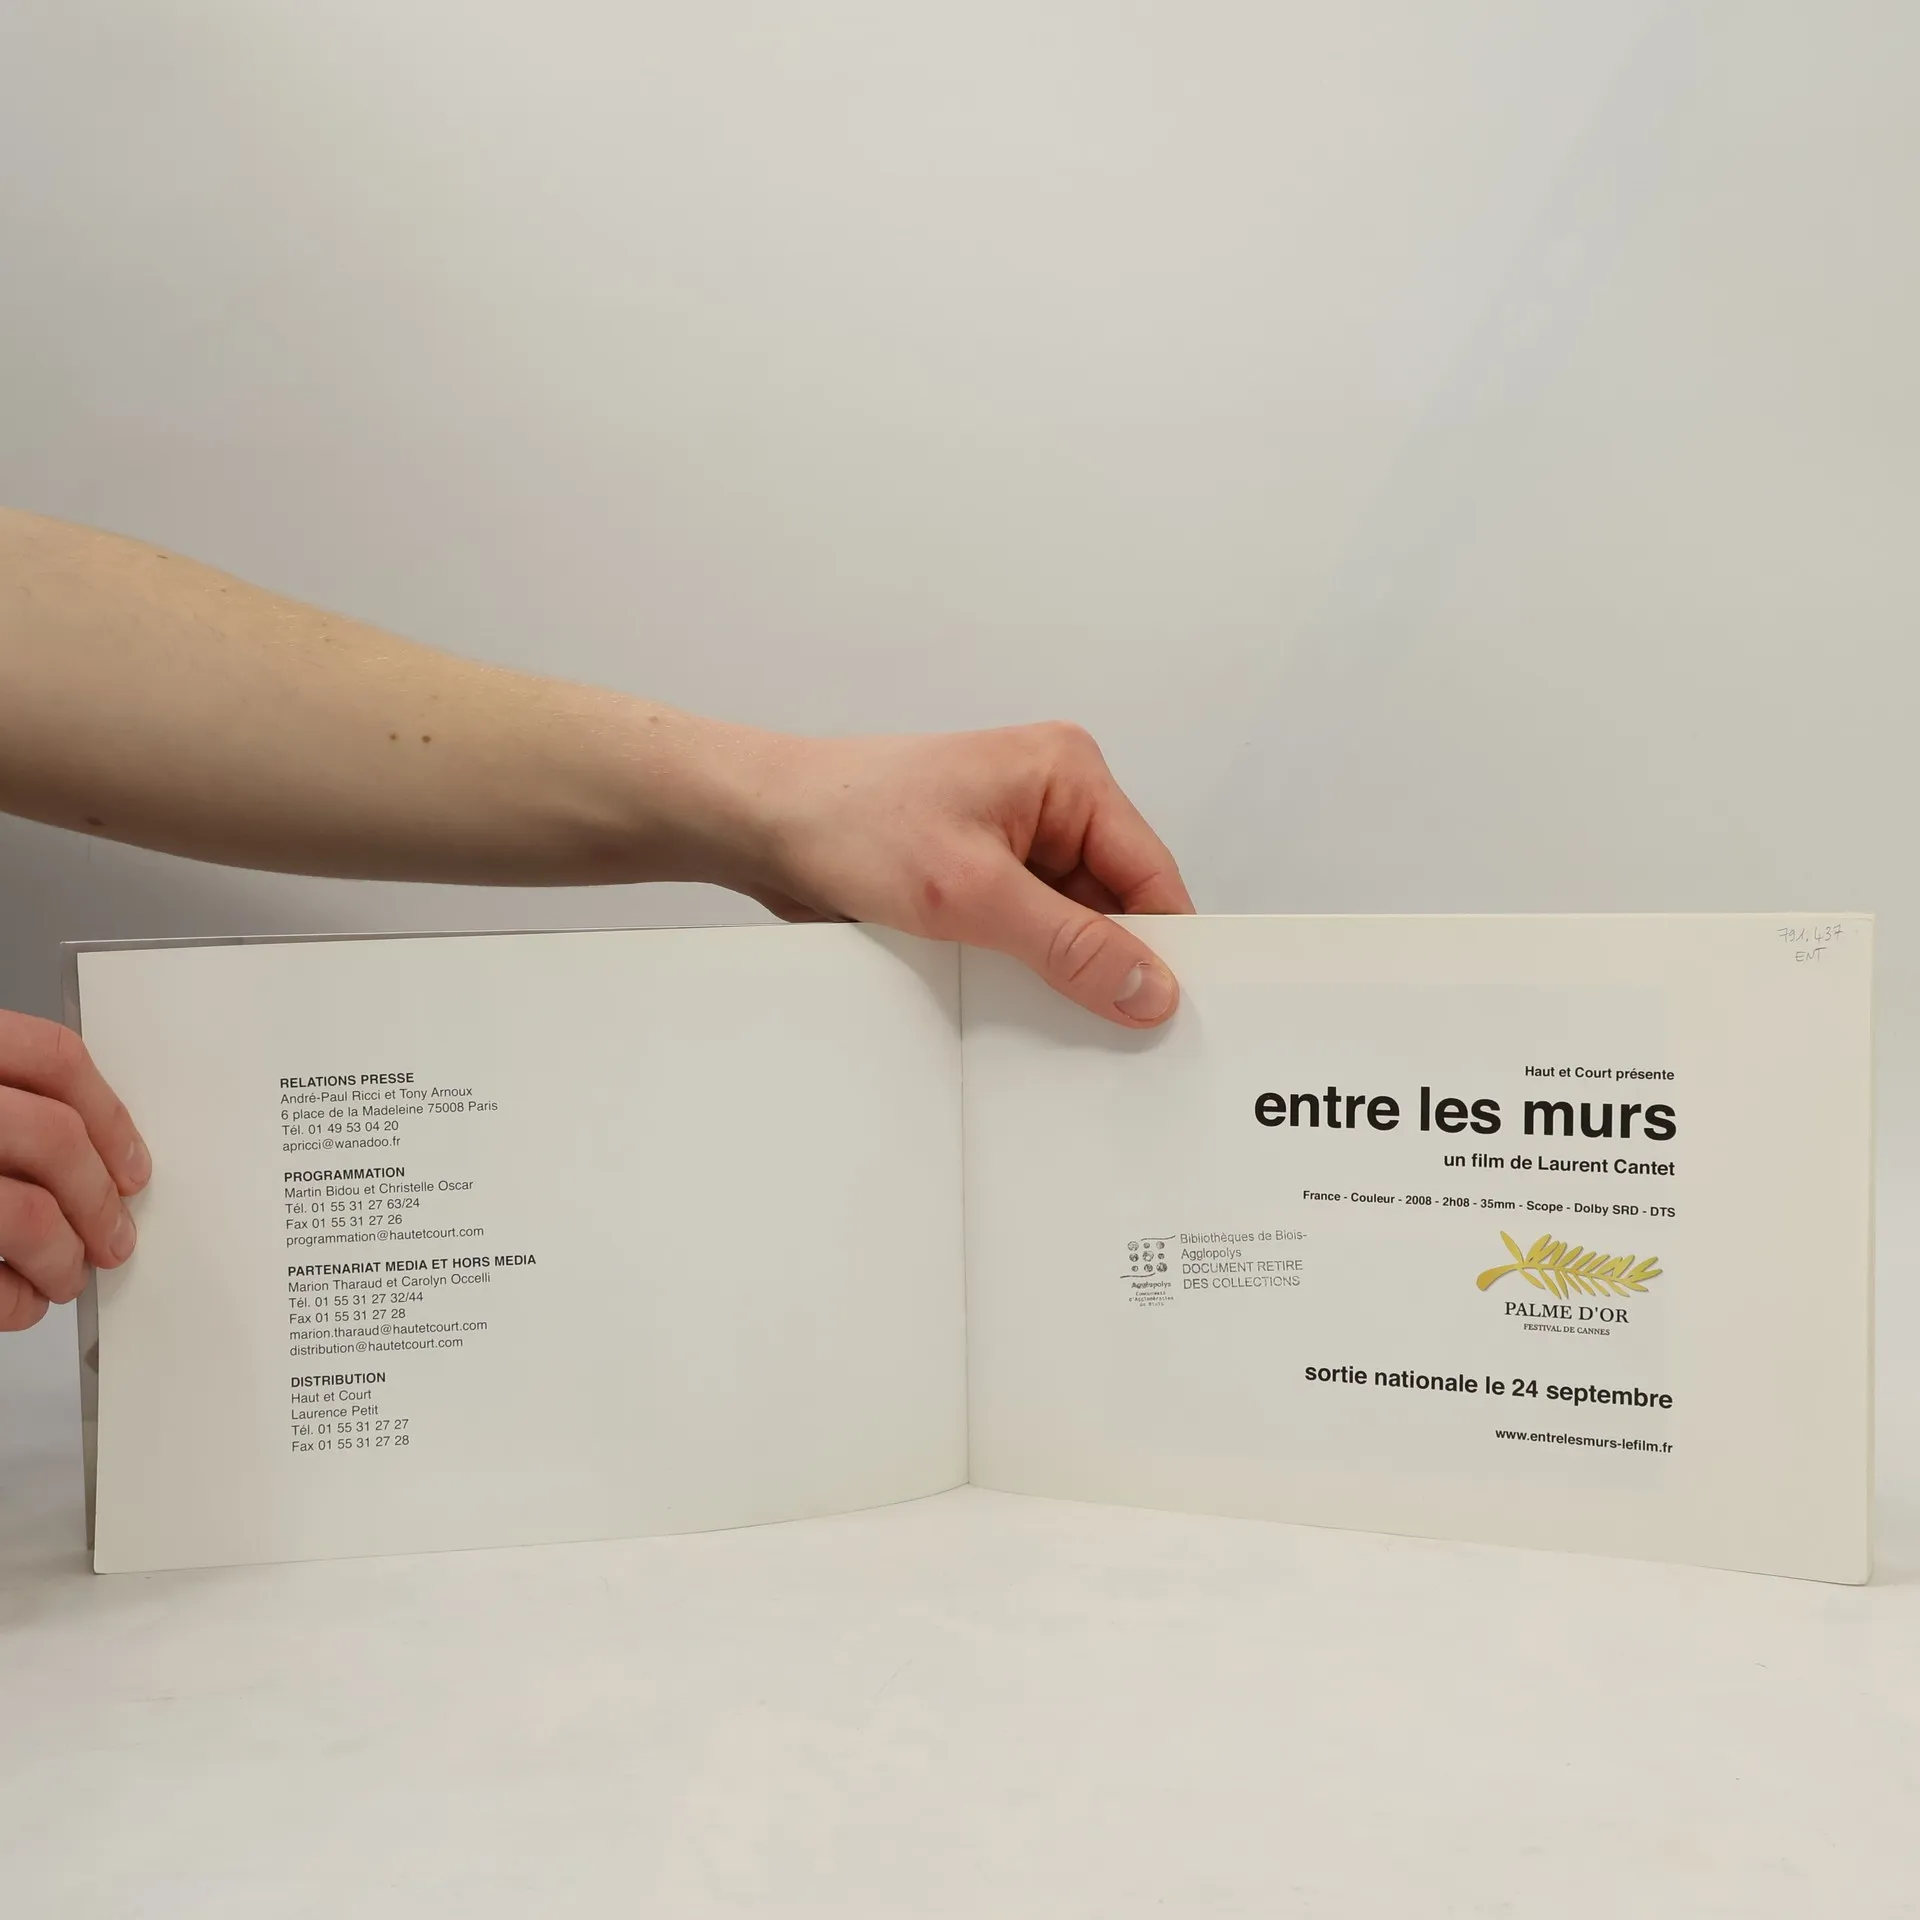 RELATIONS PRESSE
André-Paul Ricci et Tony Arnoux
6 place de la Madeleine 75008 Paris
Tél. 01 49 53 04 20
apricci@wanadoo.fr
PROGRAMMATION
Martin Bidou et Christelle Oscar
Tél. 01 55 31 27 63/24
Fax 01 55 31 27 26
programmation@hautetcourt.com
PARTENARIAT MEDIA ET HORS MEDIA
Marion Tharaud et Carolyn Occelli
Tél. 01 55 31 27 32/44
Fax 01 55 31 27 28
marion.tharaud@hautetcourt.com
distribution@hautetcourt.com
DISTRIBUTION
Haut et Court
Laurence Petit
Tél. 01 55 31 27 27
Fax 01 55 31 27 28
791.437
ENT
Haut et Court présente
entre les murs
un film de Laurent Cantet
France - Couleur - 2008 - 2h08 - 35mm - Scope - Dolby SRD - DTS
Bibliothèques de Blois-
Agglopolys
DOCUMENT RETIRE
DES COLLECTIONS
Agglopolys
Communauté
d'Agglomération
de Blois
PALME D'OR
FESTIVAL DE CANNES
sortie nationale le 24 septembre
www.entrelesmurs-lefilm.fr